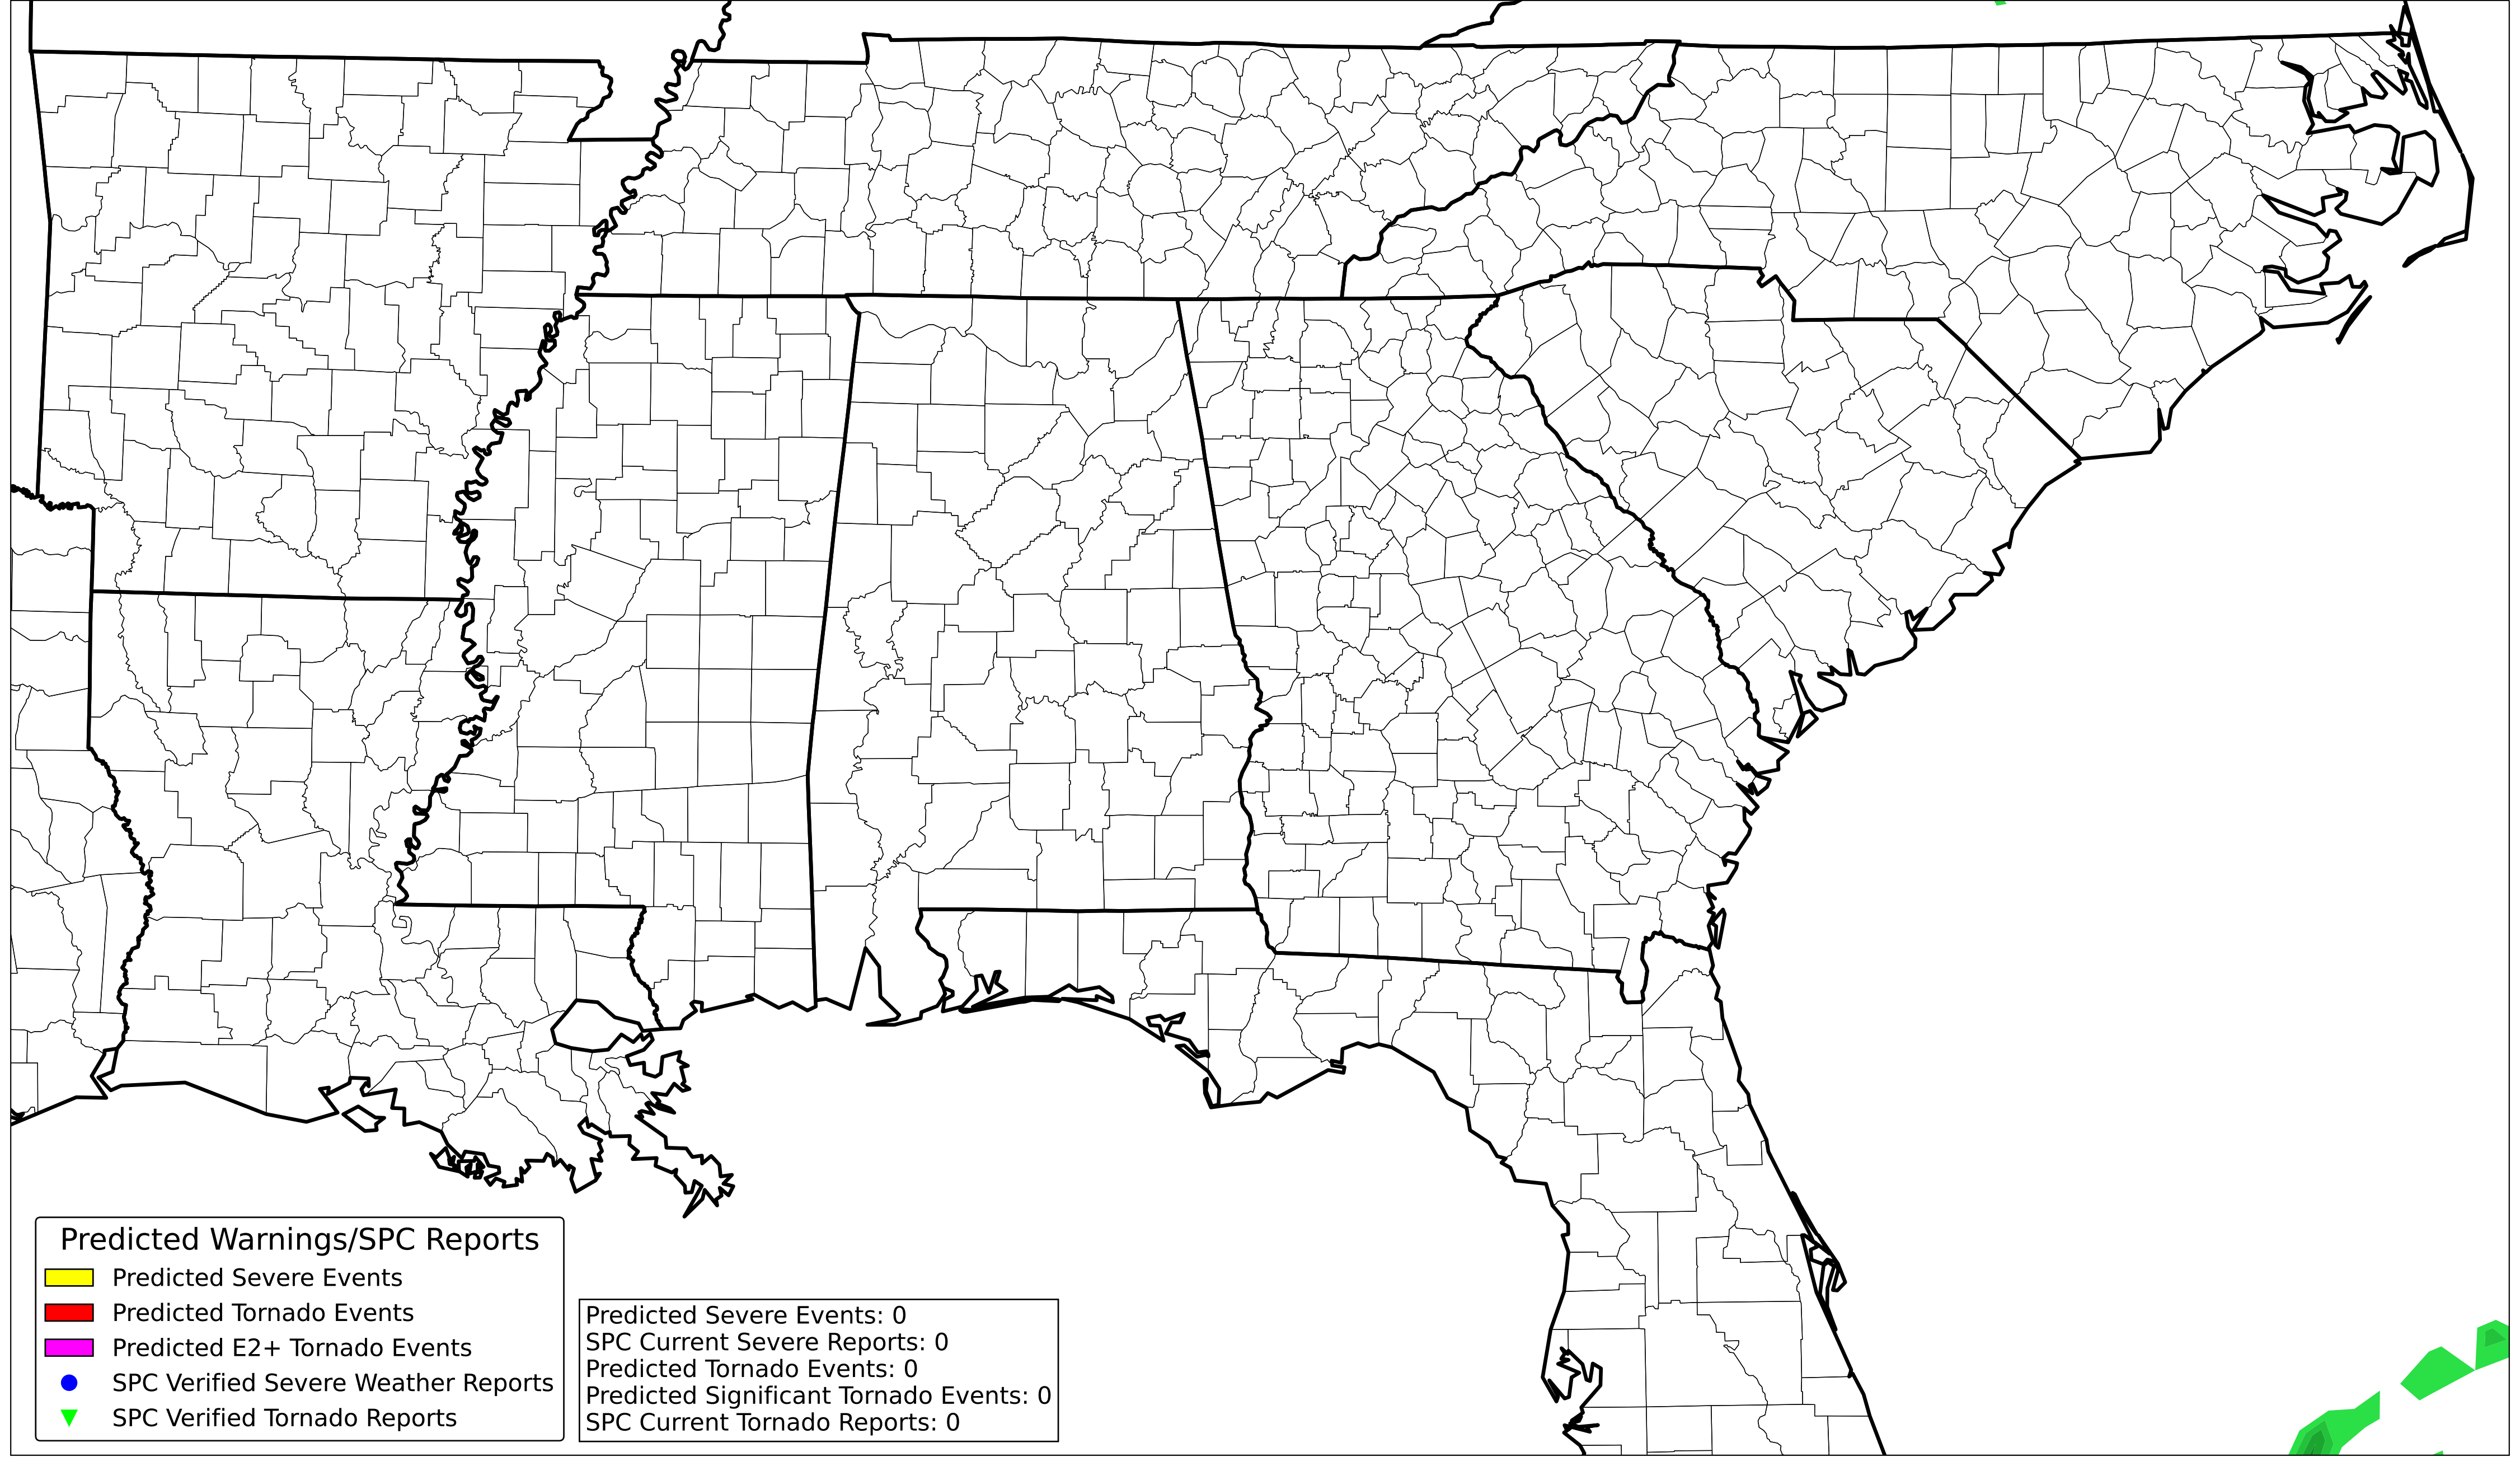 Predicted Warnings/SPC Reports
Predicted Severe Events
Predicted Tornado Events
Predicted E2+ Tornado Events
SPC Verified Severe Weather Reports
SPC Verified Tornado Reports
Predicted Severe Events: 0
SPC Current Severe Reports: 0
Predicted Tornado Events: 0
Predicted Significant Tornado Events: 0
SPC Current Tornado Reports: 0